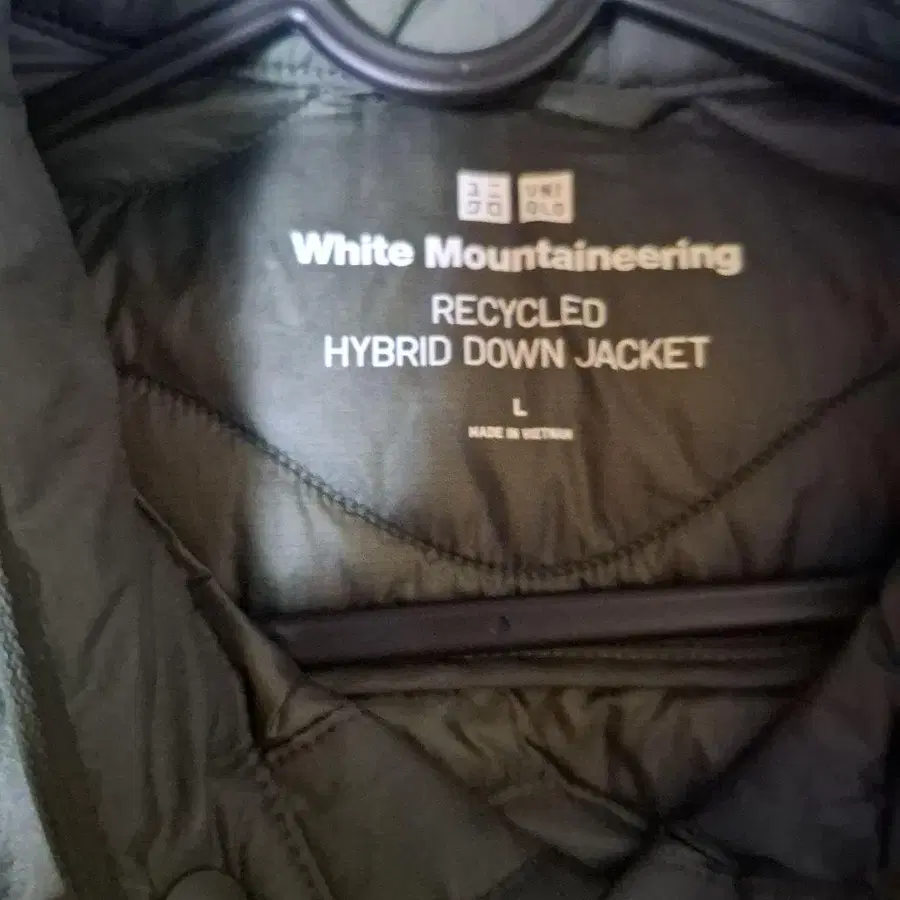 ユニ UNI
クロ QLO
White Mountaineering
RECYCLED
HYBRID DOWN JACKET
L
MADE IN VIETNAM